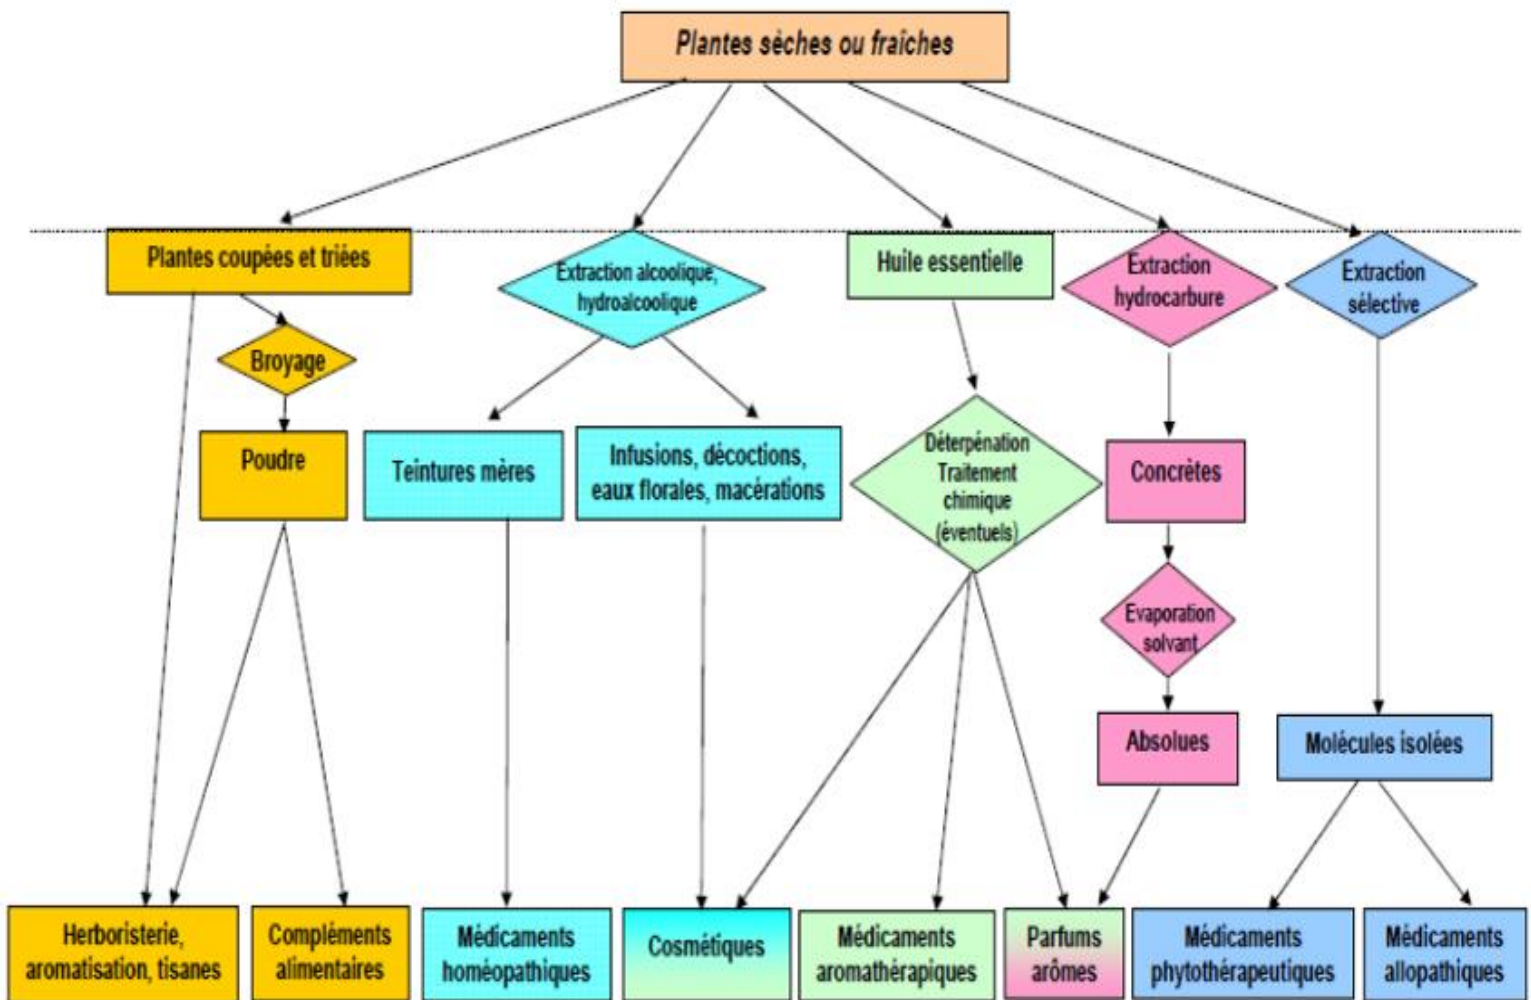 Plantes sèches ou fraîches
Plantes coupées et triées
Extraction alcoolique,
hydroalcoolique
Huile essentielle
Extraction
hydrocarbure
Extraction
sélective
Broyage
Poudre
Teintures mères
Infusions, décoctions,
eaux florales, macérations
Déterpénation
Traitement
chimique
(éventuels)
Concrètes
Evaporation
solvant
Absolues
Molécules isolées
Herboristerie,
aromatisation, tisanes
Compléments
alimentaires
Médicaments
homéopathiques
Cosmétiques
Médicaments
aromathérapiques
Parfums
arômes
Médicaments
phytothérapeutiques
Médicaments
allopathiques